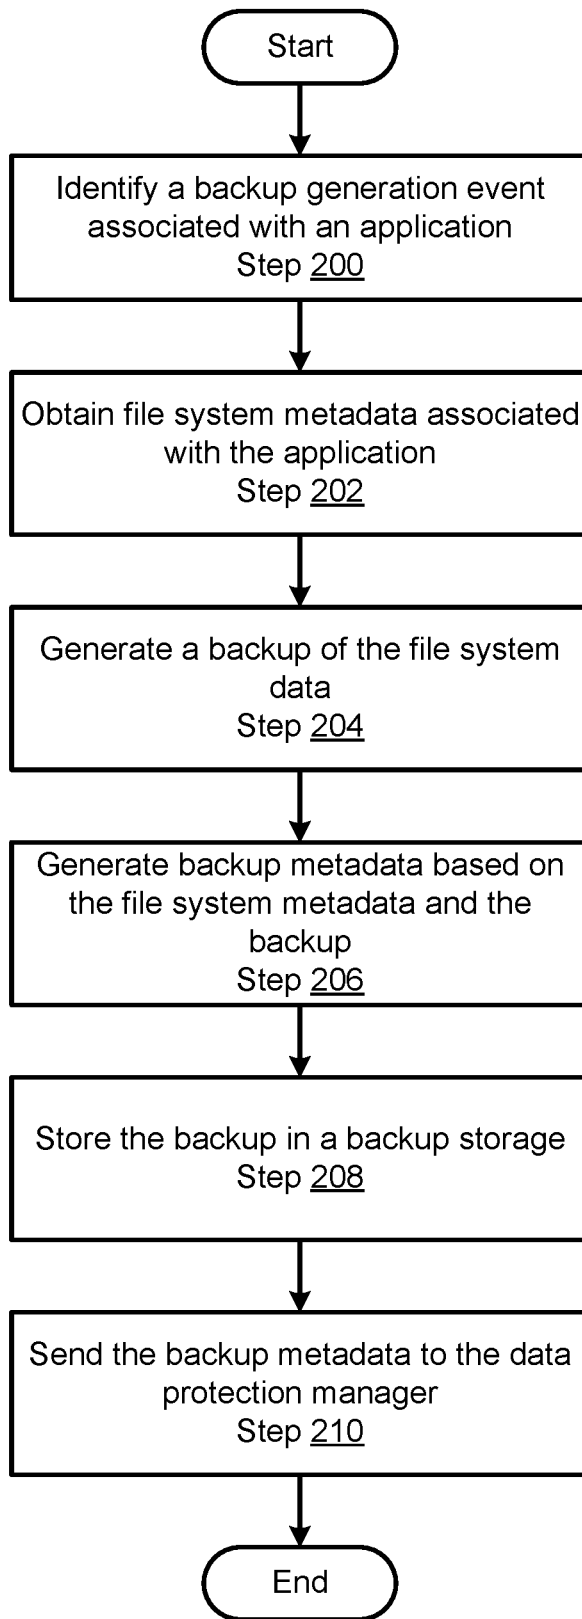 Start
Identify a backup generation event
associated with an application
Step 200
Obtain file system metadata associated
with the application
Step 202
Generate a backup of the file system
data
Step 204
Generate backup metadata based on
the file system metadata and the
backup
Step 206
Store the backup in a backup storage
Step 208
Send the backup metadata to the data
protection manager
Step 210
End